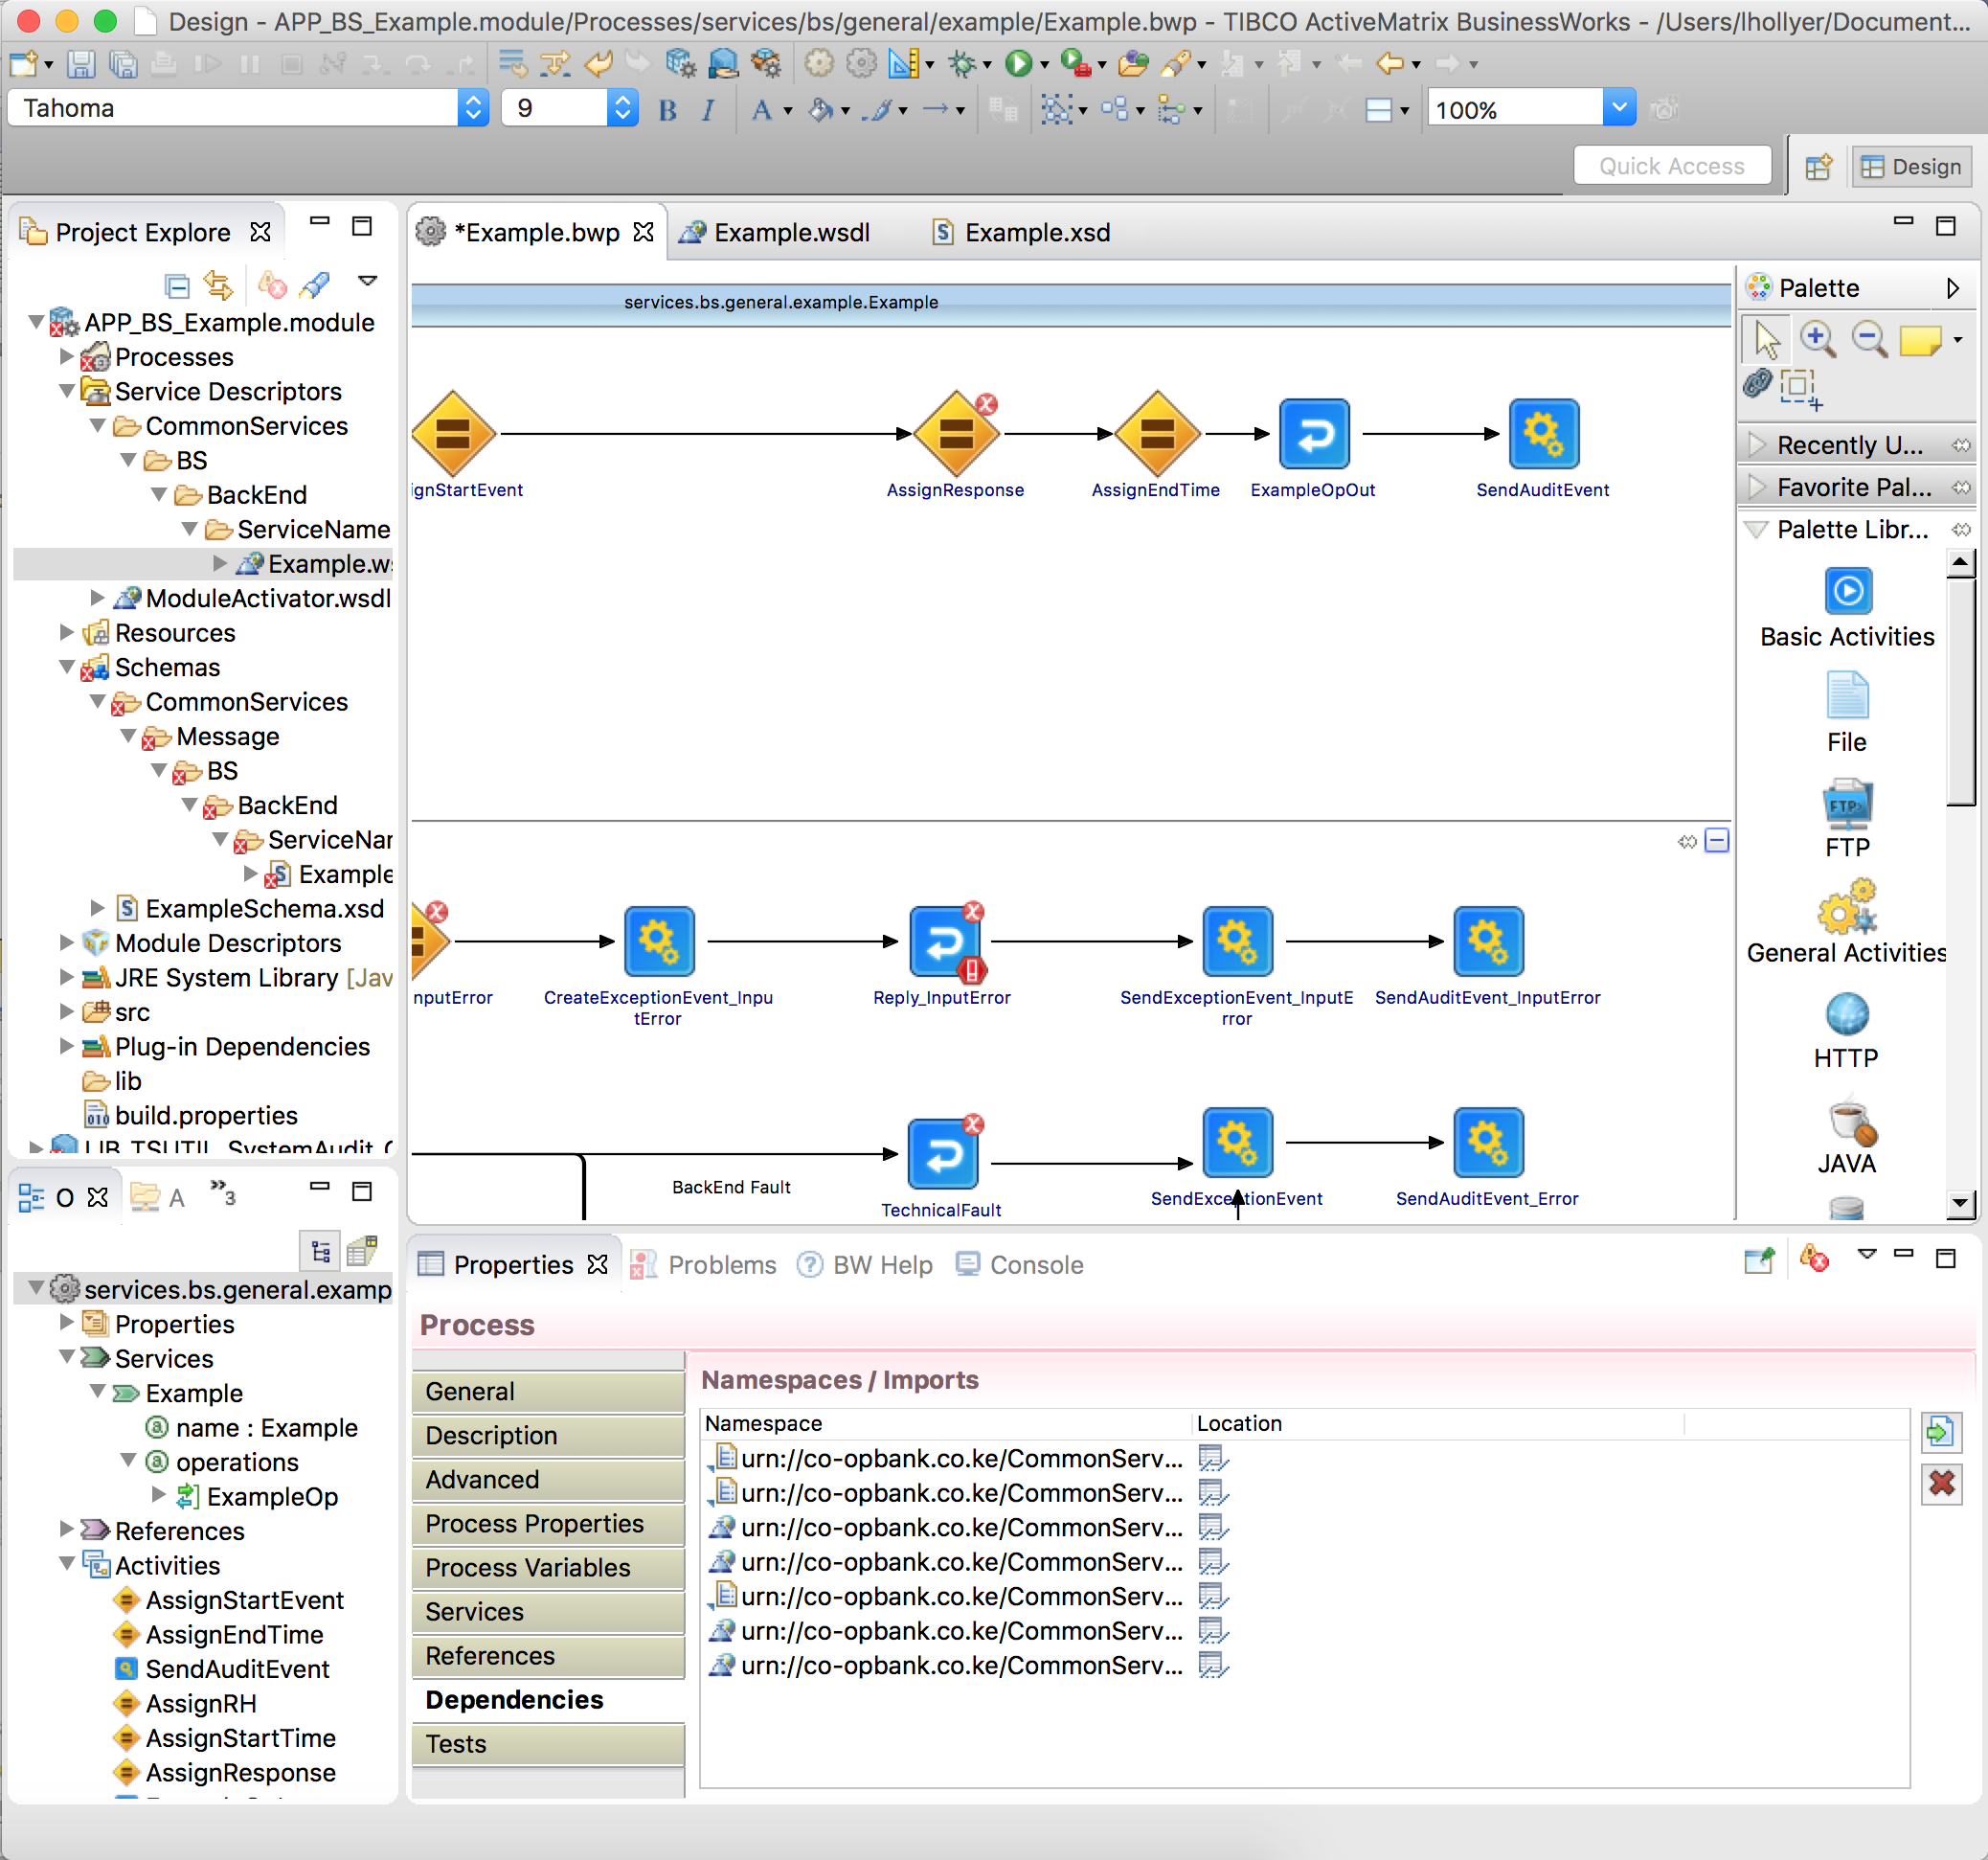 Design - APP_BS_Example.module/Processes/services/bs/general/example/Example.bwp - TIBCO ActiveMatrix BusinessWorks - /Users/lhollyer/Document...
Tahoma
9
B
I
A
100%
Quick Access
Design
Project Explore
APP_BS_Example.module
Processes
Service Descriptors
CommonServices
BS
BackEnd
ServiceName
Example.ws
ModuleActivator.wsdl
Resources
Schemas
CommonServices
Message
BS
BackEnd
ServiceNar
Example
ExampleSchema.xsd
Module Descriptors
JRE System Library [Jav
src
Plug-in Dependencies
lib
build.properties
LIB_TSUTIL_SystemAudit_C
*Example.bwp
Example.wsdl
Example.xsd
services.bs.general.example.Example
ignStartEvent
AssignResponse
AssignEndTime
ExampleOpOut
SendAuditEvent
nputError
CreateExceptionEvent_Inpu
tError
Reply_InputError
SendExceptionEvent_InputE
rror
SendAuditEvent_InputError
BackEnd Fault
TechnicalFault
SendExceptionEvent
SendAuditEvent_Error
Palette
Recently U...
Favorite Pal...
Palette Libr...
Basic Activities
File
FTP
FTP
General Activities
HTTP
JAVA
O
A
»3
services.bs.general.examp
Properties
Services
Example
name : Example
operations
ExampleOp
References
Activities
AssignStartEvent
AssignEndTime
SendAuditEvent
AssignRH
AssignStartTime
AssignResponse
Properties
Problems
BW Help
Console
Process
General
Description
Advanced
Process Properties
Process Variables
Services
References
Dependencies
Tests
Namespaces / Imports
Namespace
Location
urn://co-opbank.co.ke/CommonServ...
urn://co-opbank.co.ke/CommonServ...
urn://co-opbank.co.ke/CommonServ...
urn://co-opbank.co.ke/CommonServ...
urn://co-opbank.co.ke/CommonServ...
urn://co-opbank.co.ke/CommonServ...
urn://co-opbank.co.ke/CommonServ...